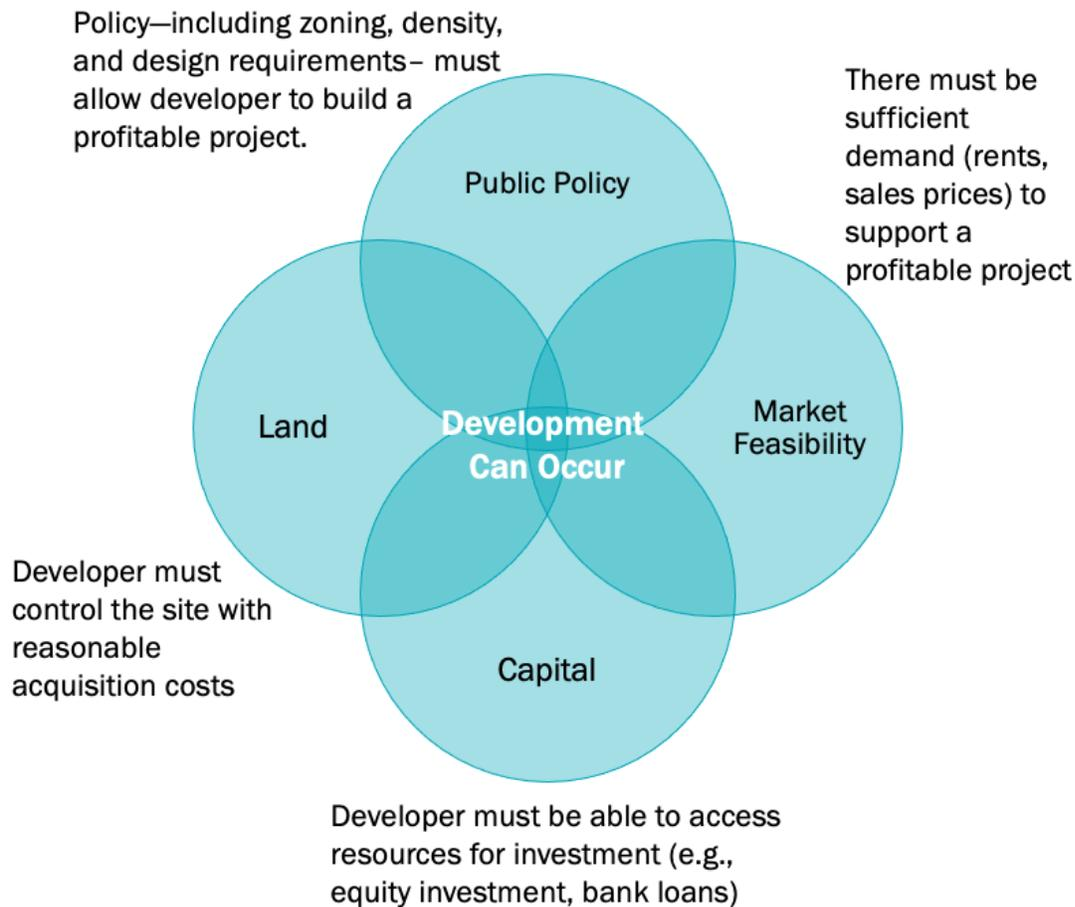 Policy—including zoning, density,
and design requirements– must
allow developer to build a
profitable project.
There must be
sufficient
demand (rents,
sales prices) to
support a
profitable project
Public Policy
Land
Market
Feasibility
Development
Can Occur
Developer must
control the site with
reasonable
acquisition costs
Capital
Developer must be able to access
resources for investment (e.g.,
equity investment, bank loans)